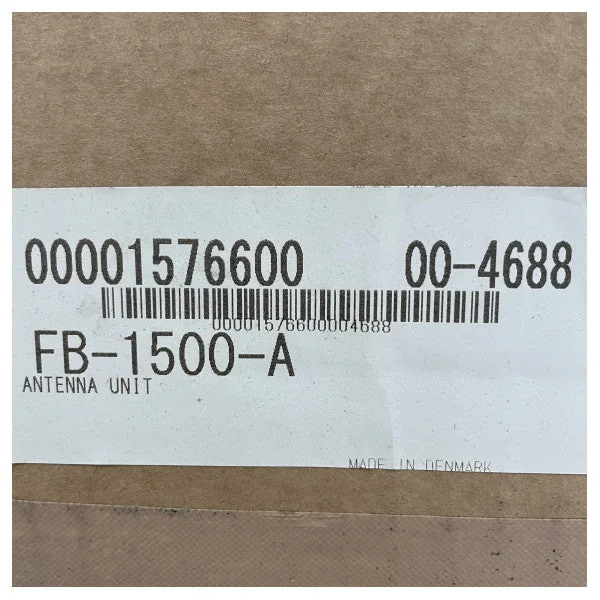 00001576600 00-4688
00001576600004688
FB-1500-A
ANTENNA UNIT
MADE IN DENMARK